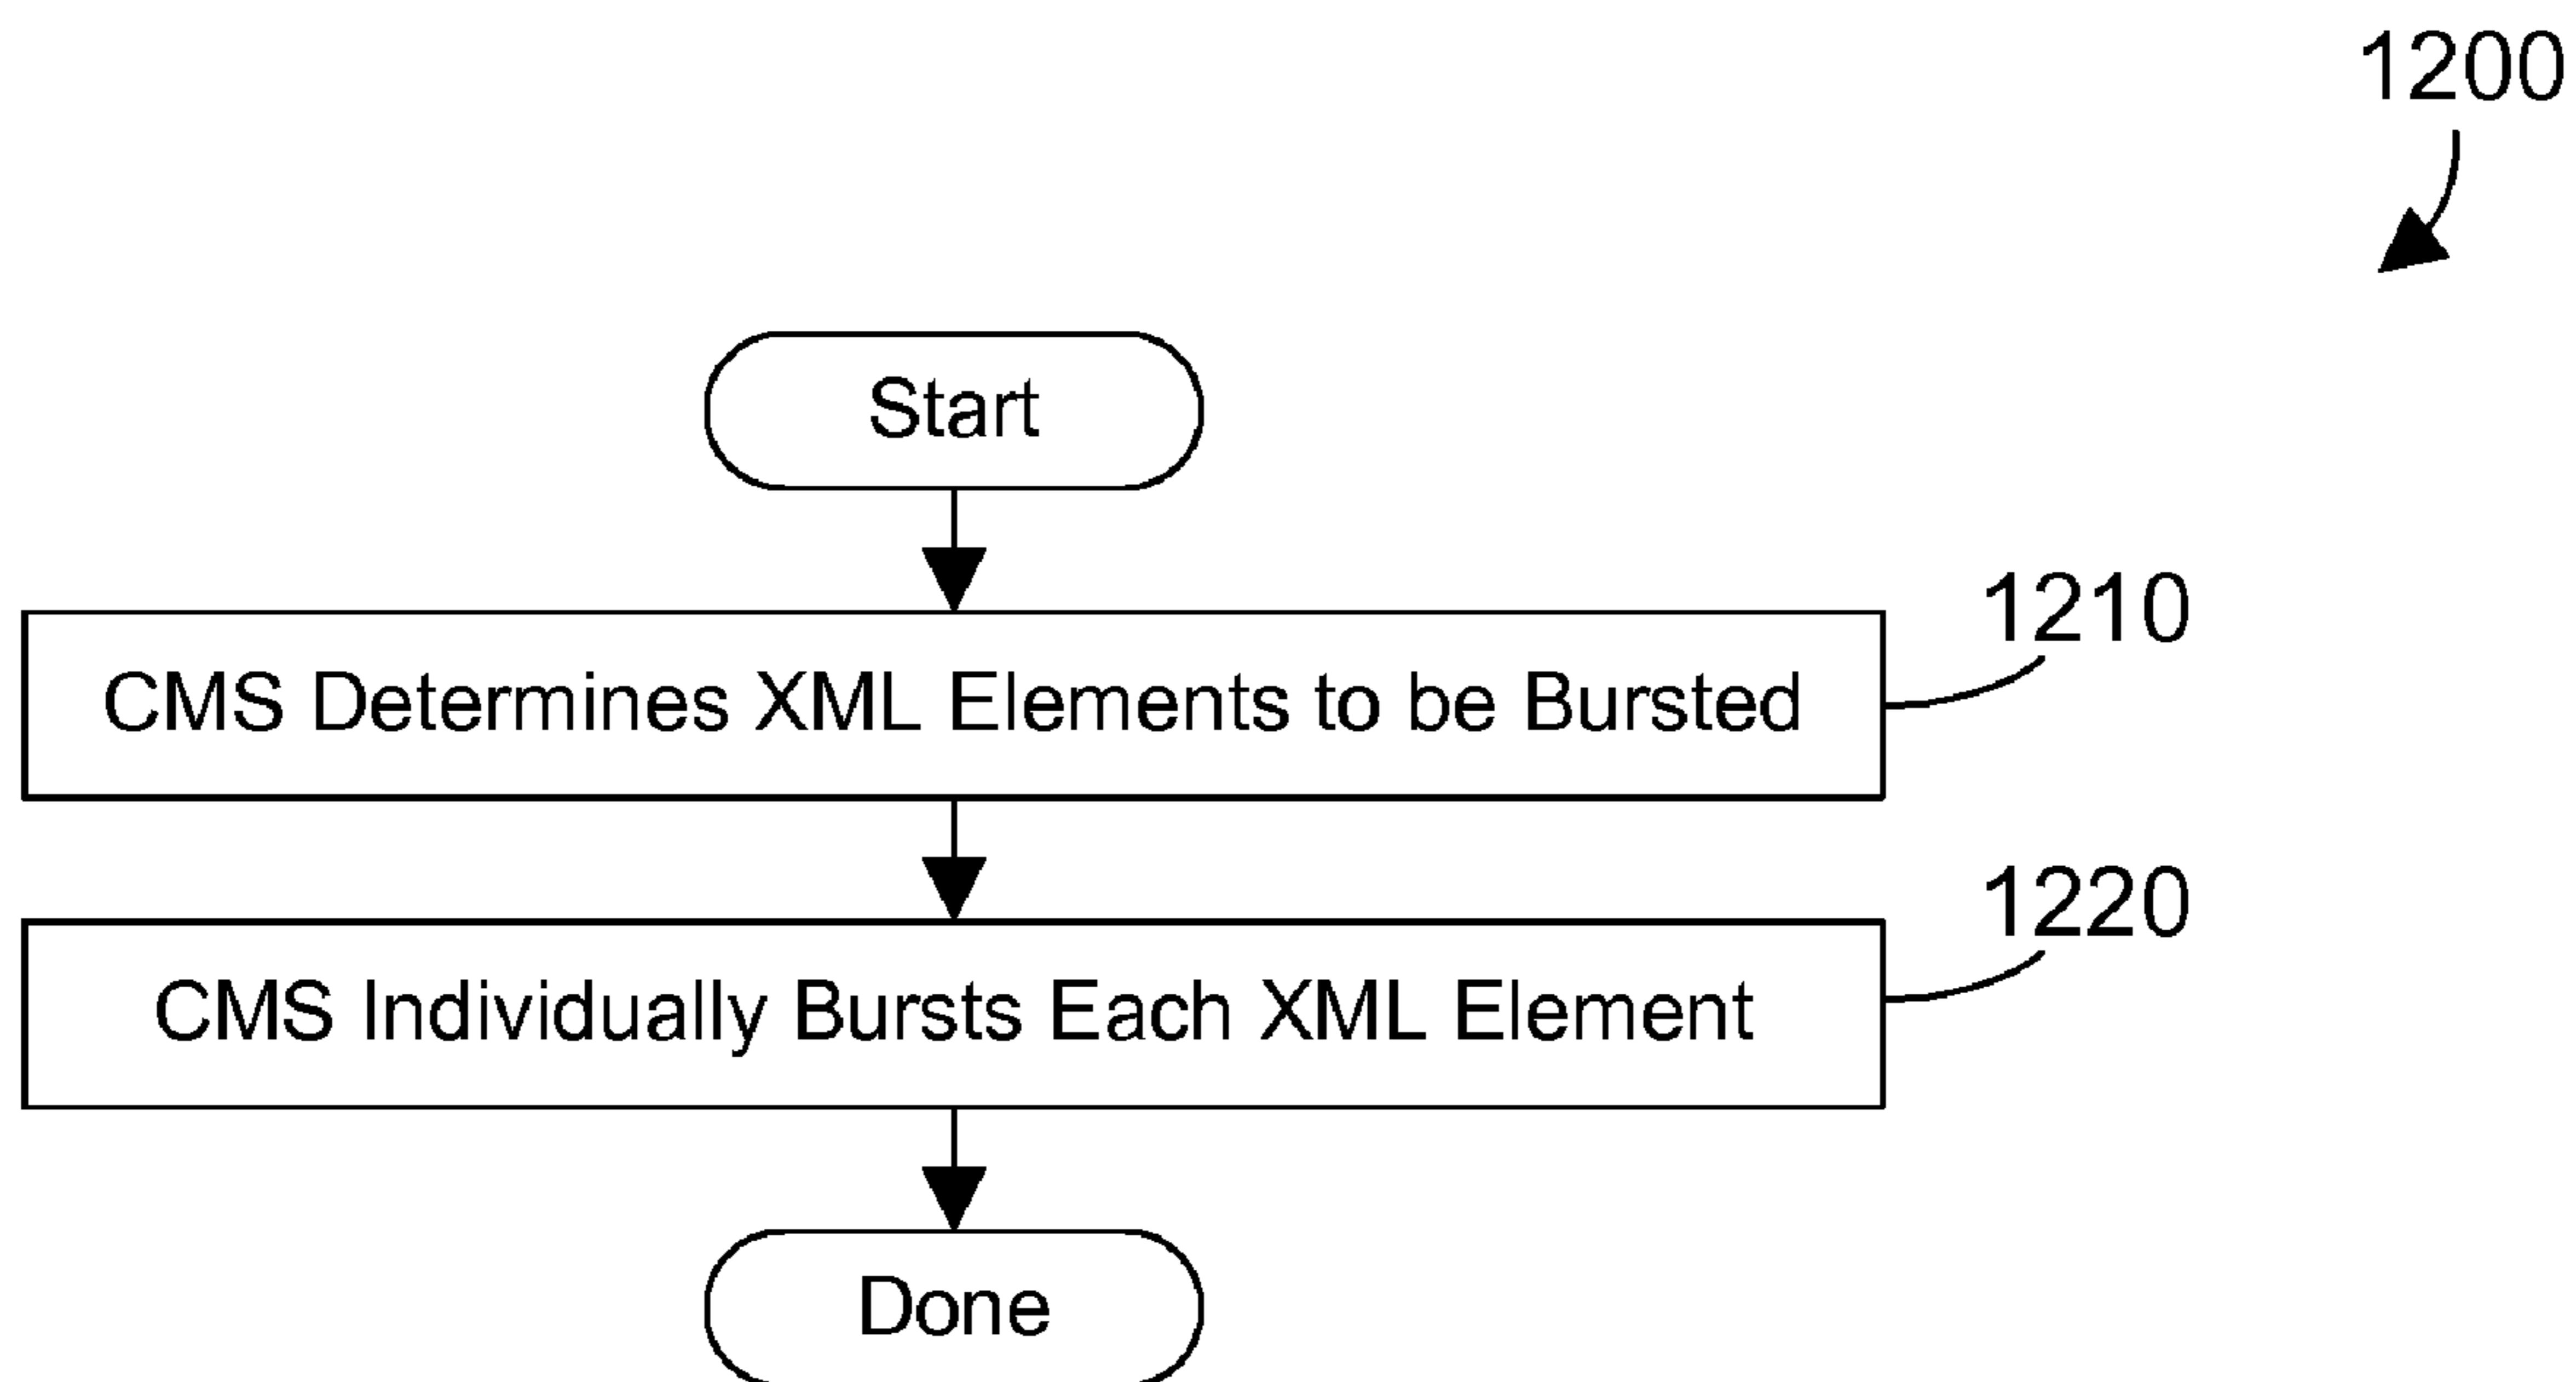 1200
Start
1210
CMS Determines XML Elements to be Bursted
1220
CMS Individually Bursts Each XML Element
Done